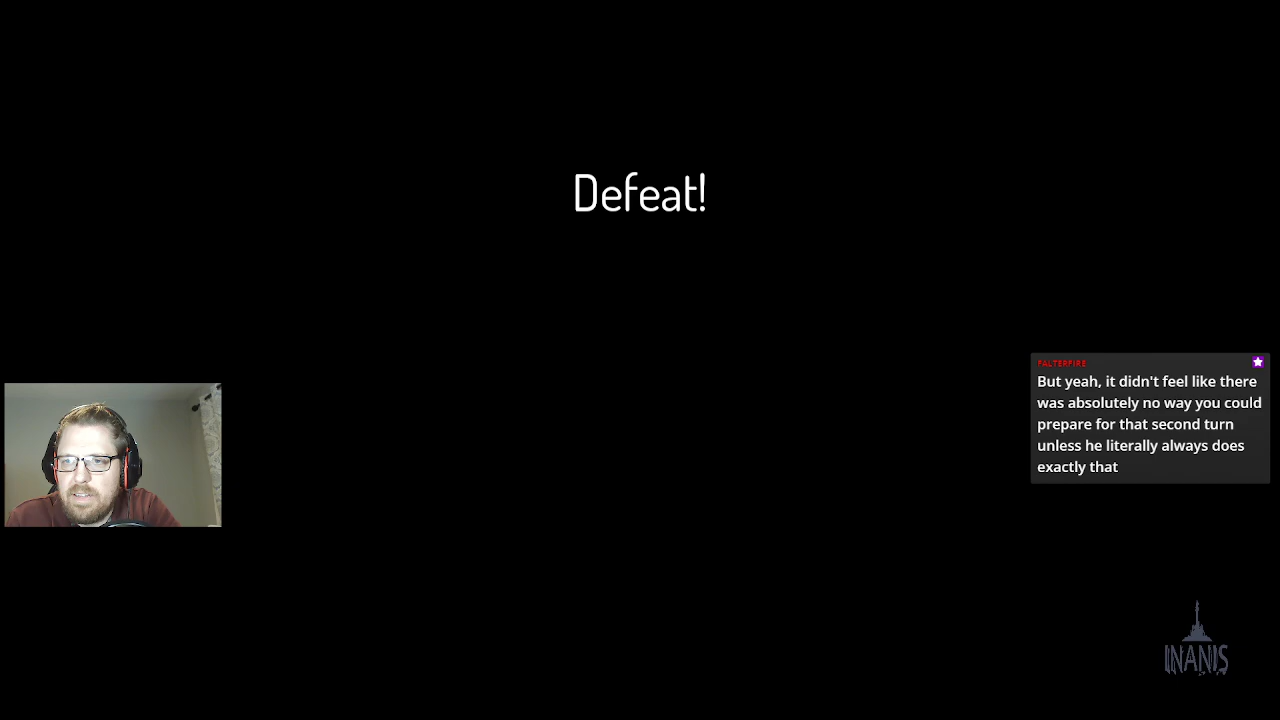 Defeat!
FALTERFIRE
But yeah, it didn't feel like there
was absolutely no way you could
prepare for that second turn
unless he literally always does
exactly that
INANIS